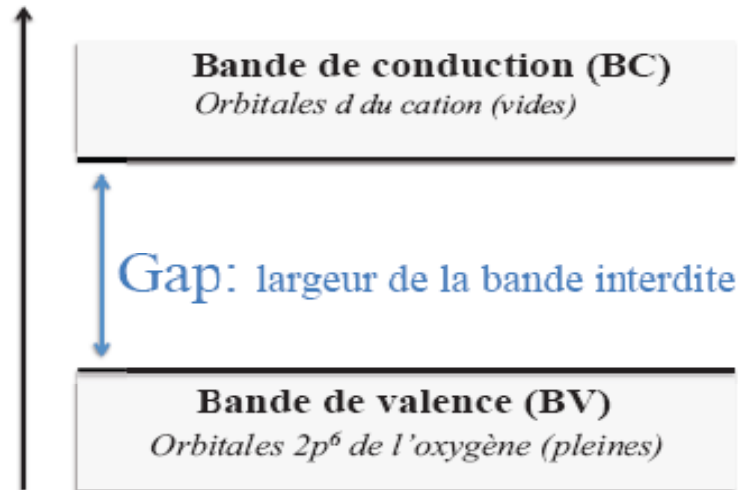 Bande de conduction (BC)
Orbitales d du cation (vides)
Gap: largeur de la bande interdite
Bande de valence (BV)
Orbitales 2p⁶ de l’oxygène (pleines)